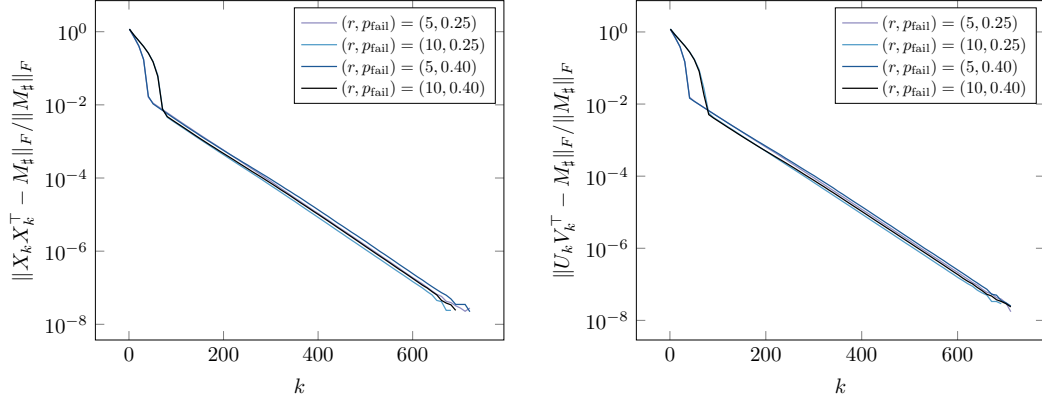 (r, p_fail) = (5, 0.25)
(r, p_fail) = (10, 0.25)
(r, p_fail) = (5, 0.40)
(r, p_fail) = (10, 0.40)
10^0
10^−2
10^−4
10^−6
10^−8
0 200 400 600
k
‖X_k X_k^⊤ − M_♯‖_F / ‖M_♯‖_F
(r, p_fail) = (5, 0.25)
(r, p_fail) = (10, 0.25)
(r, p_fail) = (5, 0.40)
(r, p_fail) = (10, 0.40)
10^0
10^−2
10^−4
10^−6
10^−8
0 200 400 600
k
‖U_k V_k^⊤ − M_♯‖_F / ‖M_♯‖_F